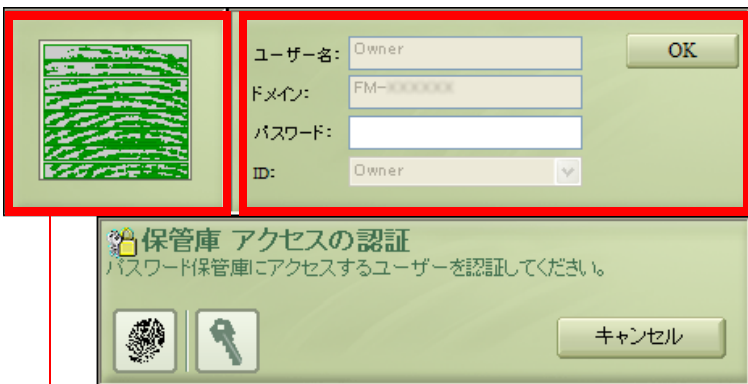 ユーザー名: Owner
OK
ドメイン: FM-
パスワード:
ID: Owner
保管庫 アクセスの認証
パスワード保管庫にアクセスするユーザーを認証してください。
キャンセル